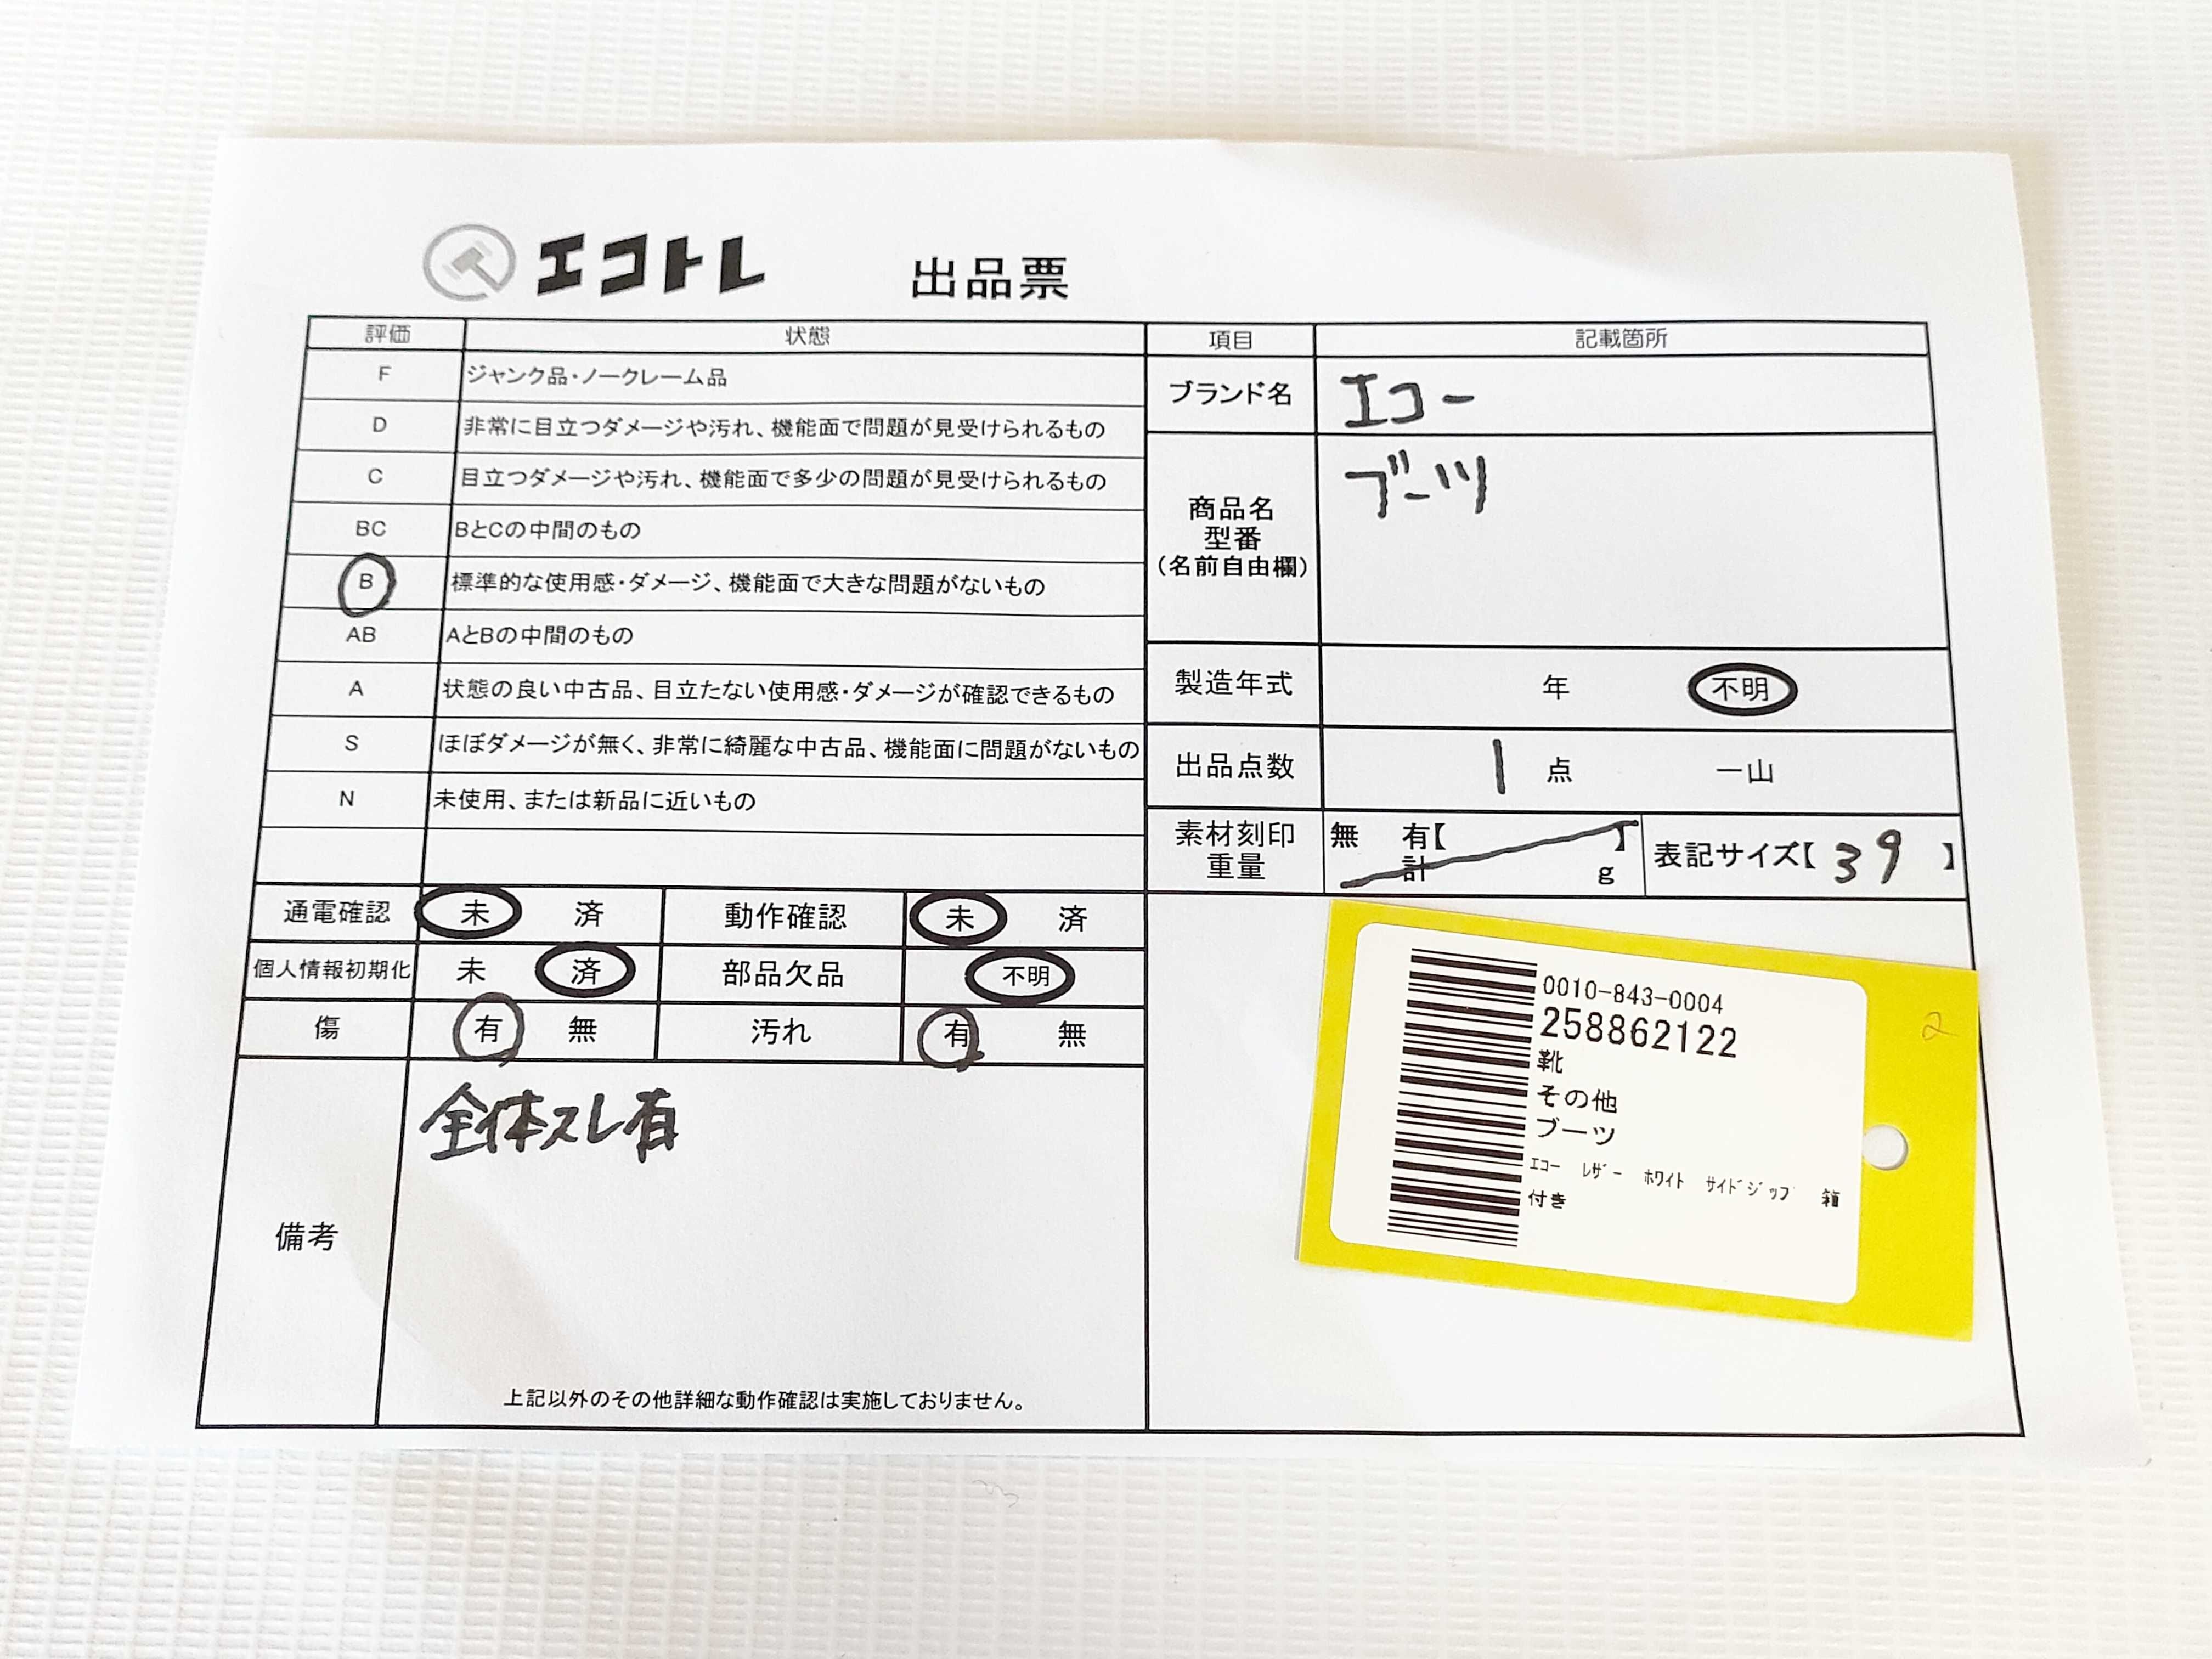 エコトレ 出品票
評価 状態
F ジャンク品・ノークレーム品
D 非常に目立つダメージや汚れ、機能面で問題が見受けられるもの
C 目立つダメージや汚れ、機能面で多少の問題が見受けられるもの
BC BとCの中間のもの
B 標準的な使用感・ダメージ、機能面で大きな問題がないもの
AB AとBの中間のもの
A 状態の良い中古品、目立たない使用感・ダメージが確認できるもの
S ほぼダメージが無く、非常に綺麗な中古品、機能面に問題がないもの
N 未使用、または新品に近いもの
通電確認 未 済 動作確認 未 済
個人情報初期化 未 済 部品欠品 不明
傷 有 無 汚れ 有 無
備考
全体スレ有
上記以外のその他詳細な動作確認は実施しておりません。
項目 記載箇所
ブランド名 エコー
商品名
型番
(名前自由欄)
ブーツ
製造年式 年 不明
出品点数 1 点 一山
素材刻印 無 有【 】
重量 計 g
表記サイズ【 39 】
0010-843-0004
258862122
靴
その他
ブーツ
ｴｺｰ ﾚｻﾞｰ ﾎﾜｲﾄ ｻｲﾄﾞｼﾞｯﾌﾟ 箱
付き
2